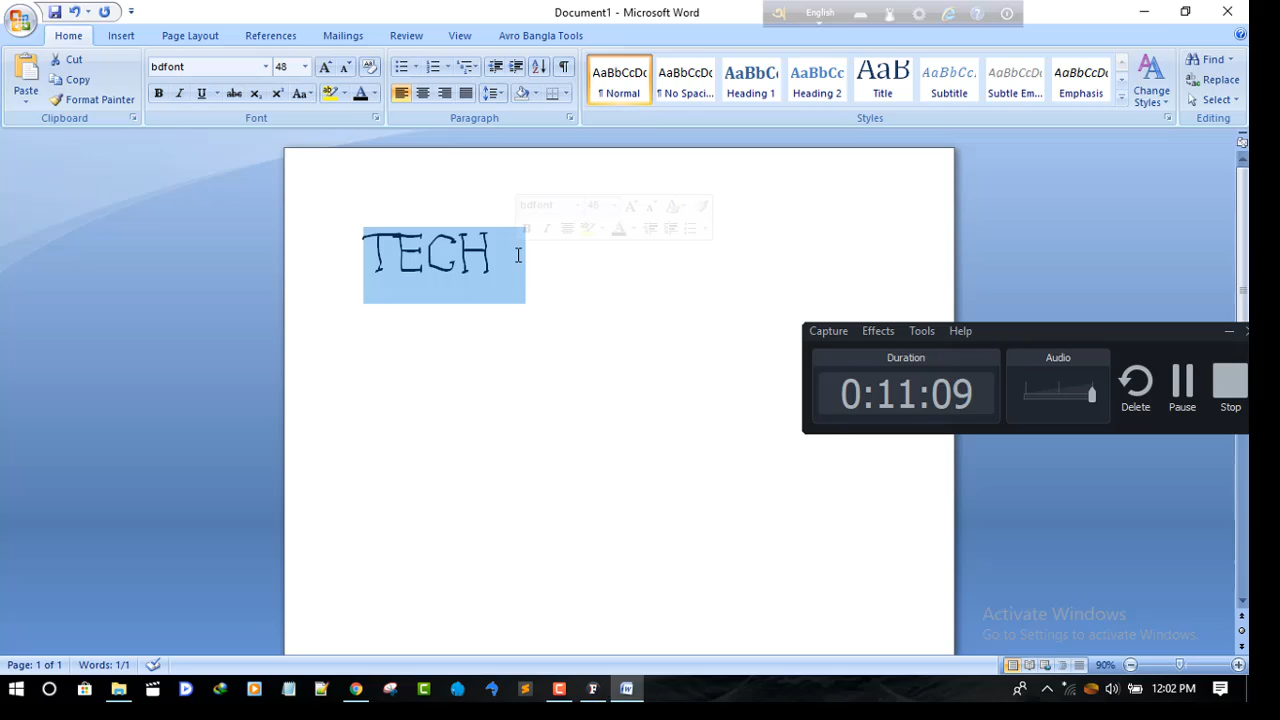 Document1 - Microsoft Word
English
Home Insert Page Layout References Mailings Review View Avro Bangla Tools
Paste
Cut
Copy
Format Painter
Clipboard
bdfont 48
Font
Paragraph
AaBbCcDc AaBbCcDc AaBbC AaBbCc AaB AaBbCc. AaBbCcDc AaBbCcDc
¶ Normal ¶ No Spaci... Heading 1 Heading 2 Title Subtitle Subtle Em... Emphasis
Change Styles
Styles
Find
Replace
Select
Editing
bdfont 48
TECH
Capture Effects Tools Help
Duration Audio
0:11:09
Delete Pause Stop
Activate Windows
Go to Settings to activate Windows.
Page: 1 of 1 Words: 1/1 90%
12:02 PM